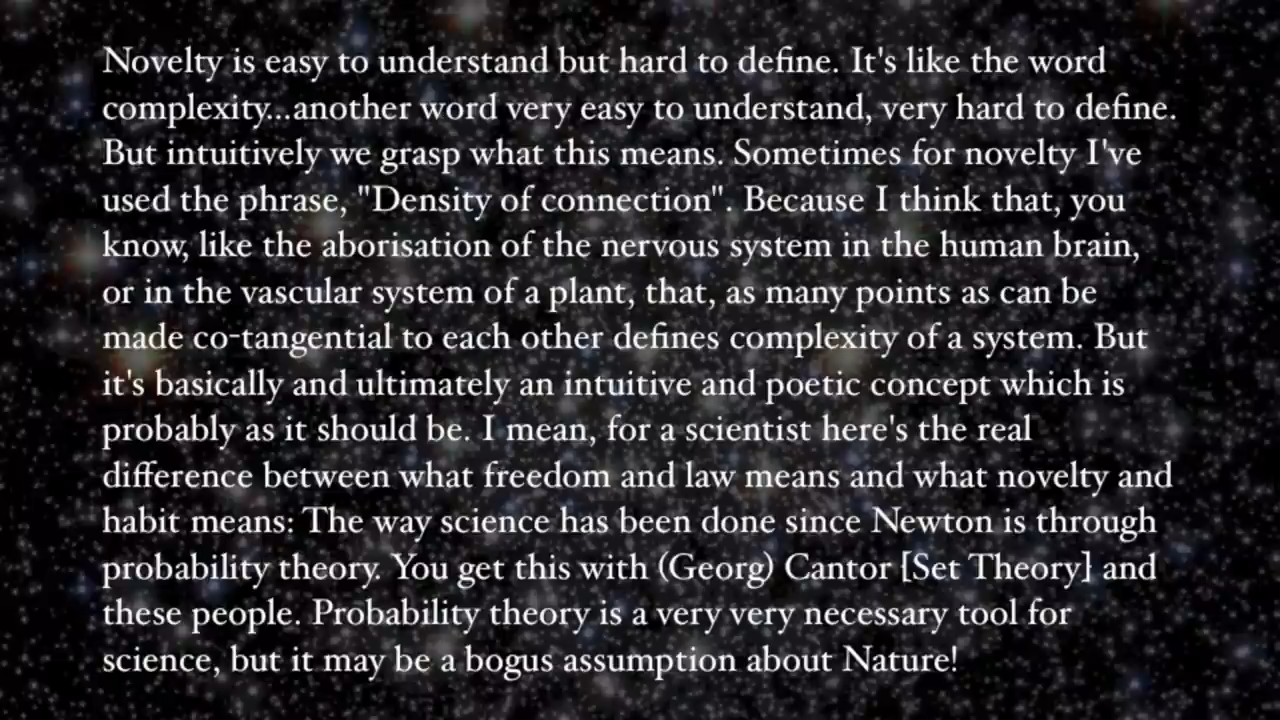 Novelty is easy to understand but hard to define. It's like the word
complexity...another word very easy to understand, very hard to define.
But intuitively we grasp what this means. Sometimes for novelty I've
used the phrase, "Density of connection". Because I think that, you
know, like the aborisation of the nervous system in the human brain,
or in the vascular system of a plant, that, as many points as can be
made co-tangential to each other defines complexity of a system. But
it's basically and ultimately an intuitive and poetic concept which is
probably as it should be. I mean, for a scientist here's the real
difference between what freedom and law means and what novelty and
habit means: The way science has been done since Newton is through
probability theory. You get this with (Georg) Cantor [Set Theory] and
these people. Probability theory is a very very necessary tool for
science, but it may be a bogus assumption about Nature!